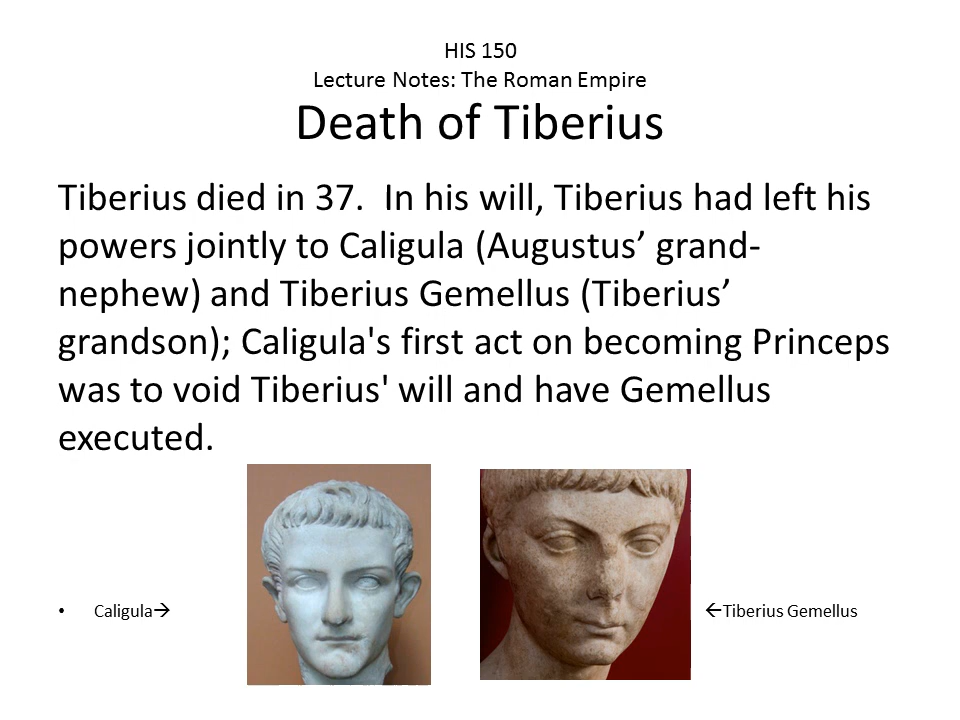 HIS 150
Lecture Notes: The Roman Empire
Death of Tiberius
Tiberius died in 37.  In his will, Tiberius had left his
powers jointly to Caligula (Augustus’ grand-
nephew) and Tiberius Gemellus (Tiberius’
grandson); Caligula's first act on becoming Princeps
was to void Tiberius' will and have Gemellus
executed.
• Caligula→
←Tiberius Gemellus